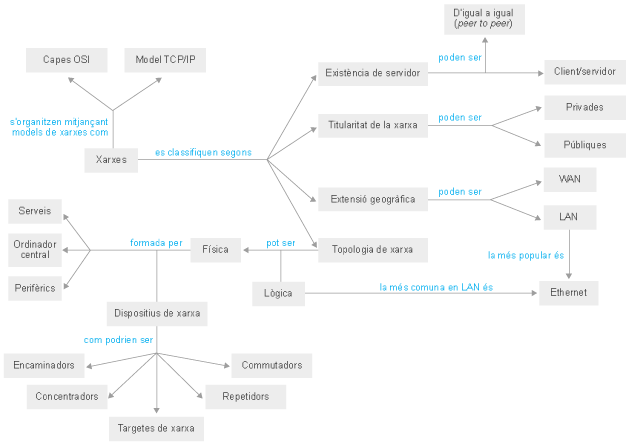 D'igual a igual
(peer to peer)
Capes OSI
Model TCP/IP
poden ser
Existència de servidor
Client/servidor
s'organitzen mitjançant
models de xarxes com
poden ser
Privades
Titularitat de la xarxa
Públiques
Xarxes
es classifiquen segons
WAN
poden ser
Extensió geográfica
LAN
Serveis
formada per
Física
pot ser
Topologia de xarxa
Ordinador
central
la més popular és
Perifèrics
Lògica
la més comuna en LAN és
Ethernet
Dispositius de xarxa
com podrien ser
Encaminadors
Commutadors
Concentradors
Repetidors
Targetes de xarxa